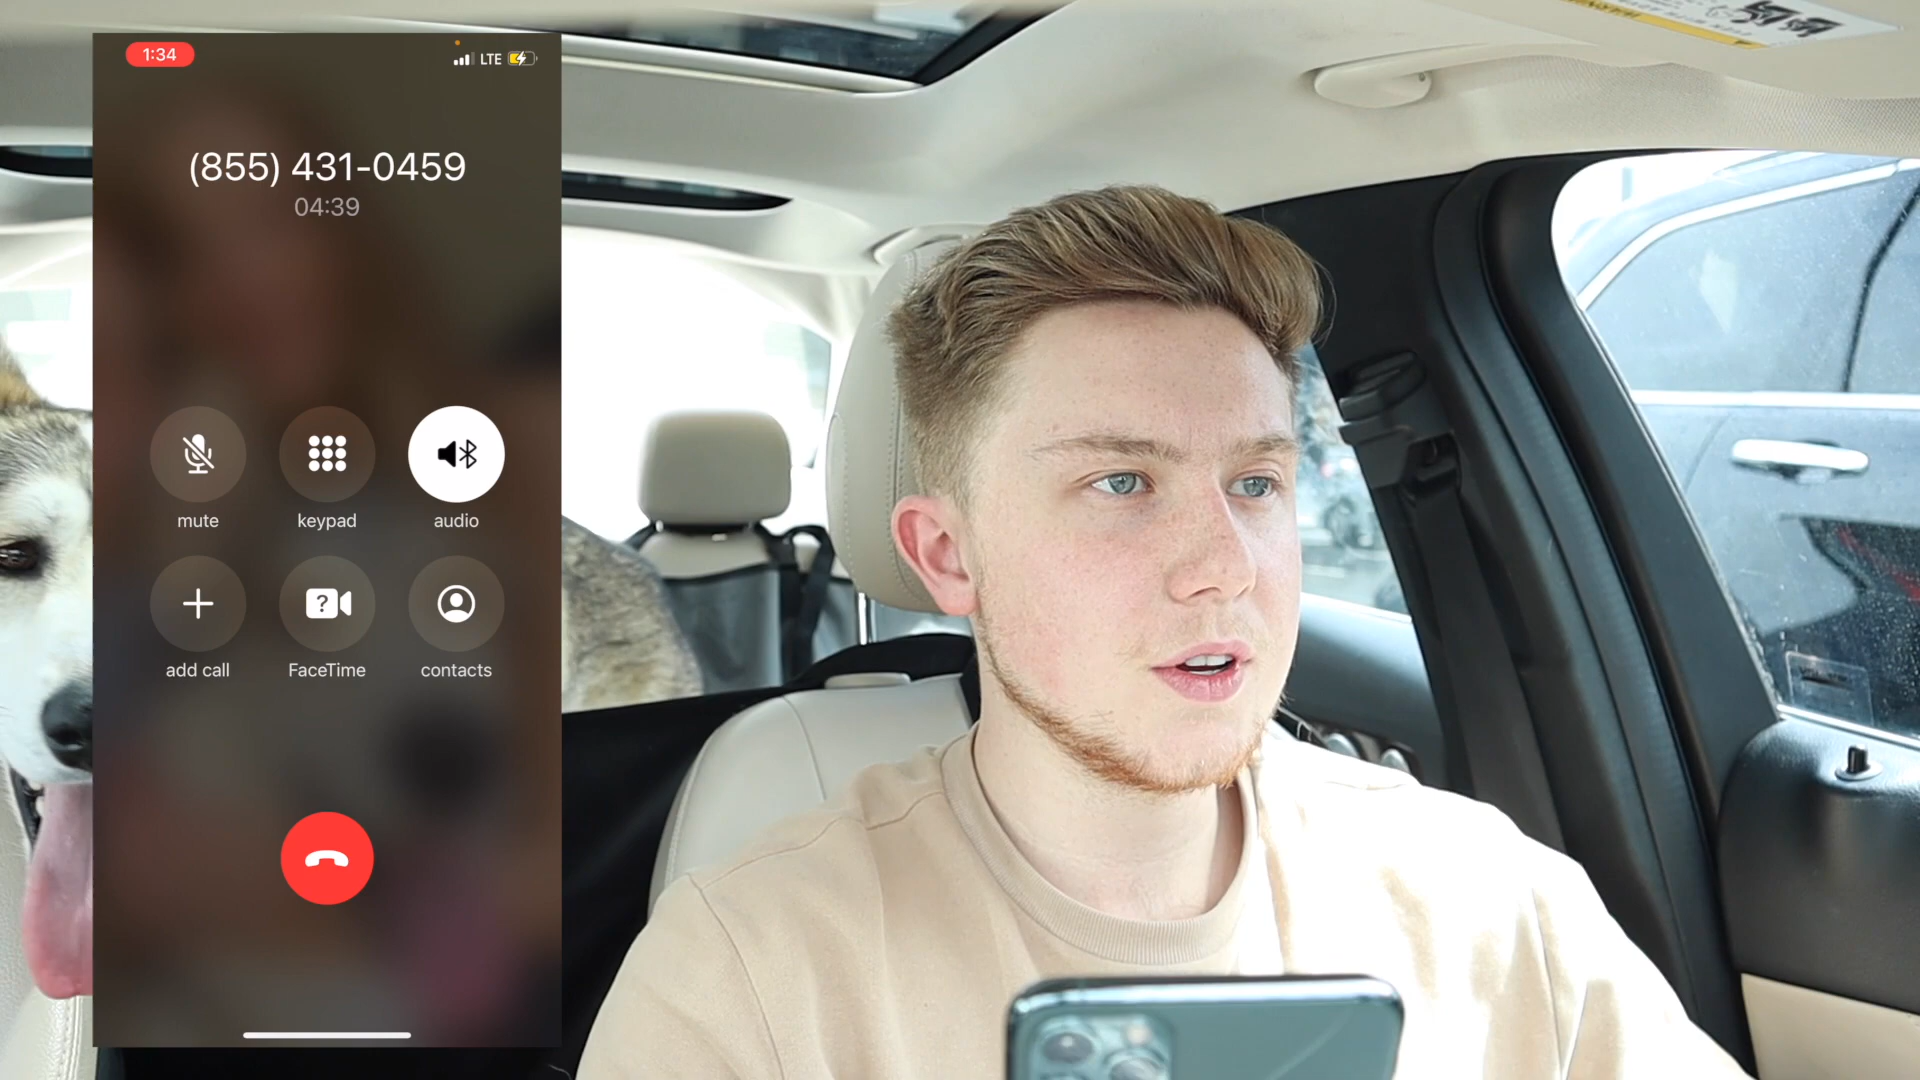 1:34
LTE
(855) 431-0459
04:39
mute
keypad
audio
?
add call
FaceTime
contacts